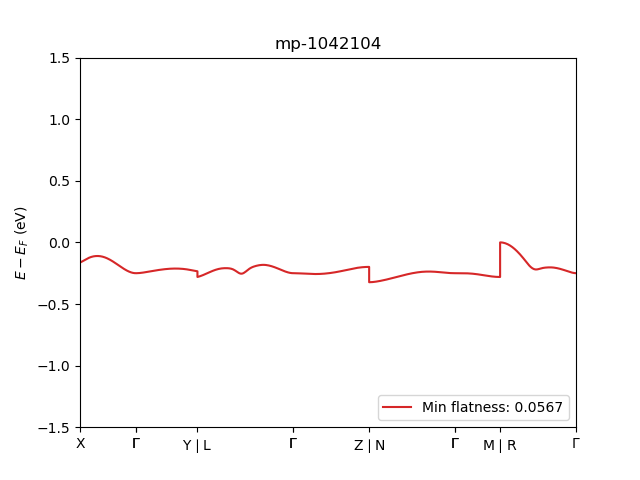 mp-1042104
1.5
1.0
0.5
0.0
−0.5
−1.0
−1.5
E − E_F (eV)
Min flatness: 0.0567
X Γ Y | L Γ Z | N Γ M | R Γ